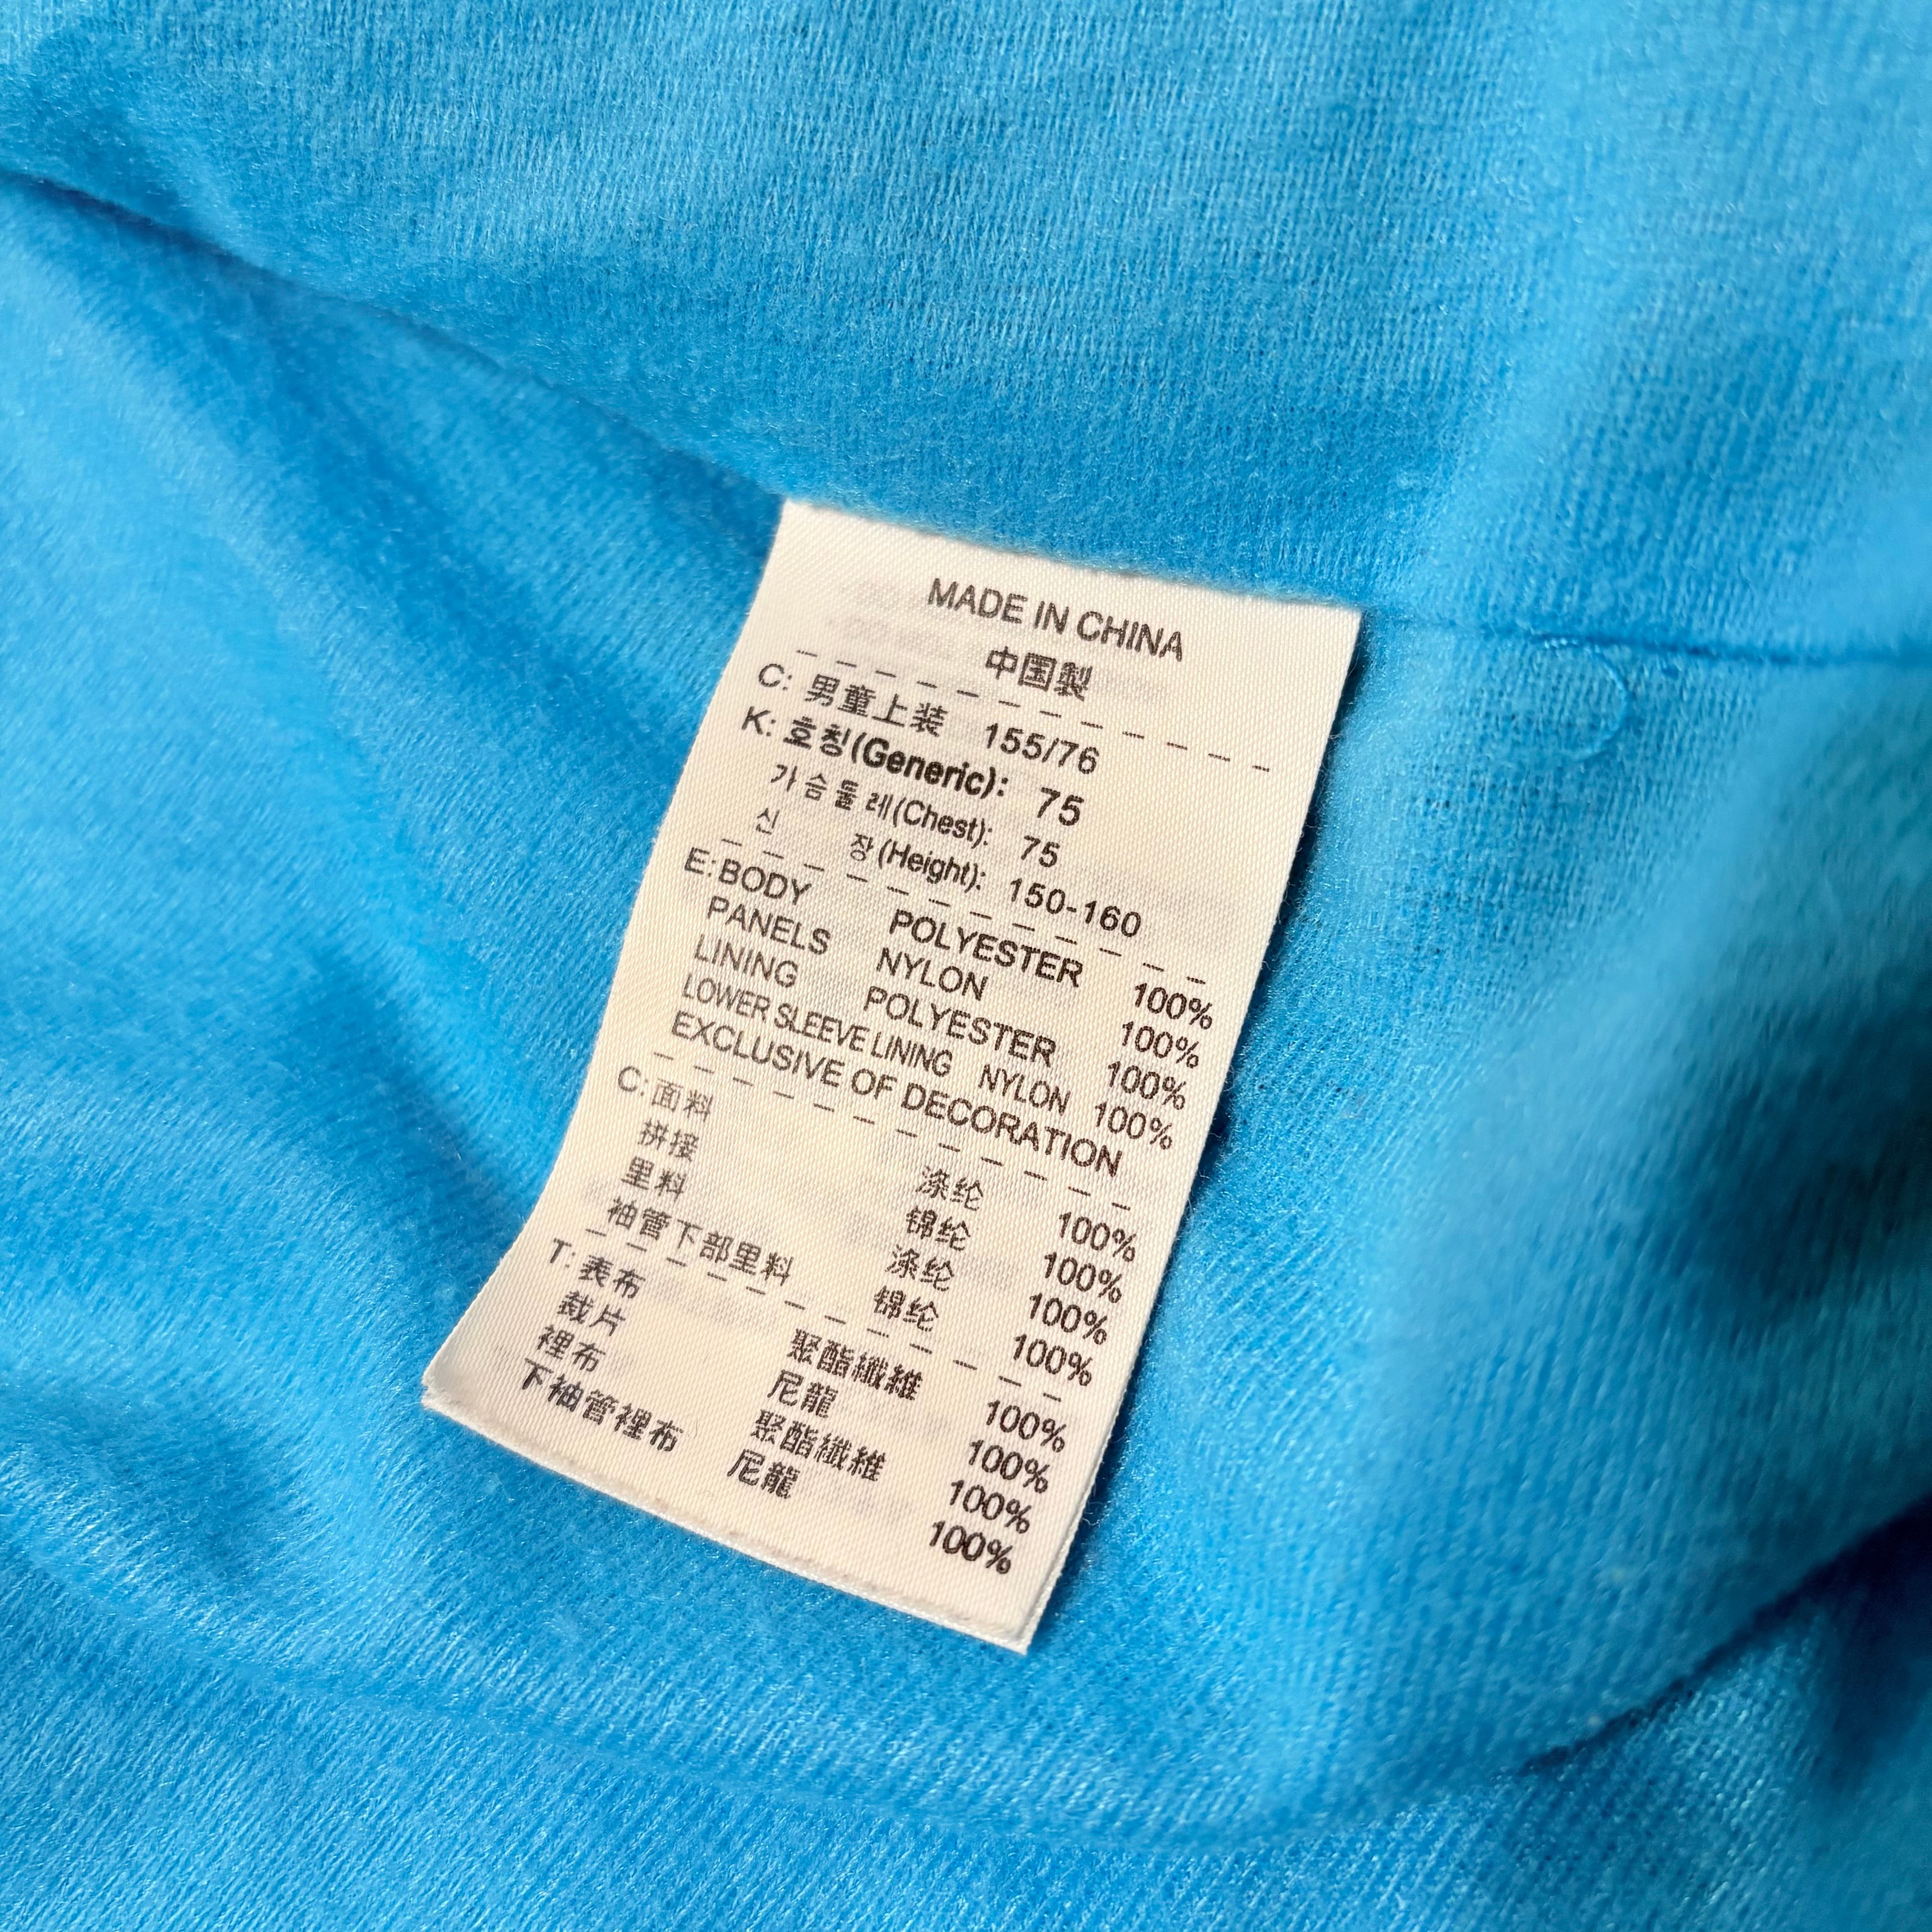 MADE IN CHINA
中国製
C: 男童上装 155/76
K: 호칭(Generic): 75
가슴둘레(Chest): 75
신 장(Height): 150-160
E: BODY POLYESTER 100%
PANELS NYLON 100%
LINING POLYESTER 100%
LOWER SLEEVE LINING NYLON 100%
EXCLUSIVE OF DECORATION
C: 面料 涤纶 100%
拼接 锦纶 100%
里料 涤纶 100%
袖管下部里料 锦纶 100%
T: 表布 聚酯纖維 100%
裁片 尼龍 100%
裡布 聚酯纖維 100%
下袖管裡布 尼龍 100%